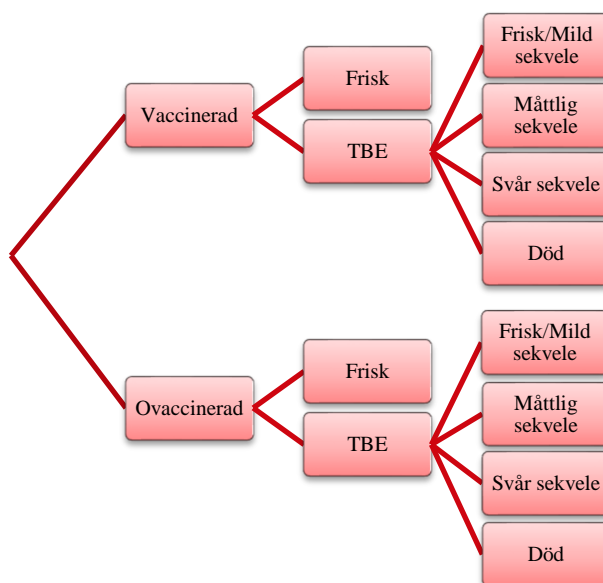 Frisk/Mild
sekvele
Frisk
Måttlig
sekvele
Vaccinerad
TBE
Svår sekvele
Död
Frisk/Mild
sekvele
Frisk
Måttlig
sekvele
Ovaccinerad
TBE
Svår sekvele
Död